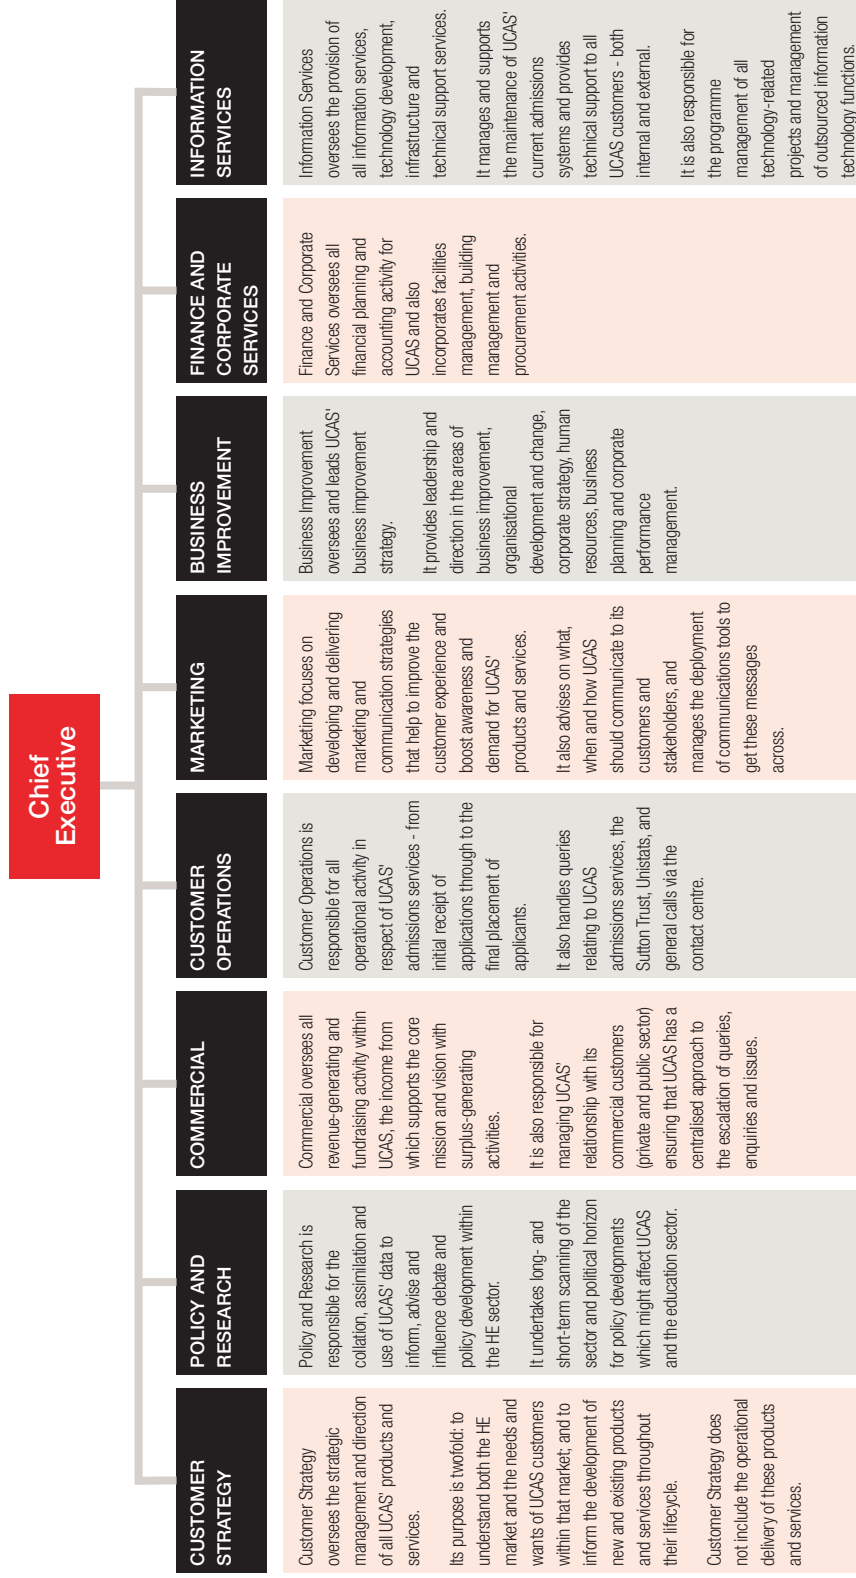 Chief
Executive
CUSTOMER
STRATEGY
Customer Strategy
oversees the strategic
management and direction
of all UCAS' products and
services.
Its purpose is twofold: to
understand both the HE
market and the needs and
wants of UCAS customers
within that market; and to
inform the development of
new and existing products
and services throughout
their lifecycle.
Customer Strategy does
not include the operational
delivery of these products
and services.
POLICY AND
RESEARCH
Policy and Research is
responsible for the
collation, assimilation and
use of UCAS' data to
inform, advise and
influence debate and
policy development within
the HE sector.
It undertakes long- and
short-term scanning of the
sector and political horizon
for policy developments
which might affect UCAS
and the education sector.
COMMERCIAL
Commercial oversees all
revenue-generating and
fundraising activity within
UCAS, the income from
which supports the core
mission and vision with
surplus-generating
activities.
It is also responsible for
managing UCAS'
relationship with its
commercial customers
(private and public sector)
ensuring that UCAS has a
centralised approach to
the escalation of queries,
enquiries and issues.
CUSTOMER
OPERATIONS
Customer Operations is
responsible for all
operational activity in
respect of UCAS'
admissions services - from
initial receipt of
applications through to the
final placement of
applicants.
It also handles queries
relating to UCAS
admissions services, the
Sutton Trust, Unistats, and
general calls via the
contact centre.
MARKETING
Marketing focuses on
developing and delivering
marketing and
communication strategies
that help to improve the
customer experience and
boost awareness and
demand for UCAS'
products and services.
It also advises on what,
when and how UCAS
should communicate to its
customers and
stakeholders, and
manages the deployment
of communications tools to
get these messages
across.
BUSINESS
IMPROVEMENT
Business Improvement
oversees and leads UCAS'
business improvement
strategy.
It provides leadership and
direction in the areas of
business improvement,
organisational
development and change,
corporate strategy, human
resources, business
planning and corporate
performance
management.
FINANCE AND
CORPORATE
SERVICES
Finance and Corporate
Services oversees all
financial planning and
accounting activity for
UCAS and also
incorporates facilities
management, building
management and
procurement activities.
INFORMATION
SERVICES
Information Services
oversees the provision of
all information services,
technology development,
infrastructure and
technical support services.
It manages and supports
the maintenance of UCAS'
current admissions
systems and provides
technical support to all
UCAS customers - both
internal and external.
It is also responsible for
the programme
management of all
technology-related
projects and management
of outsourced information
technology functions.